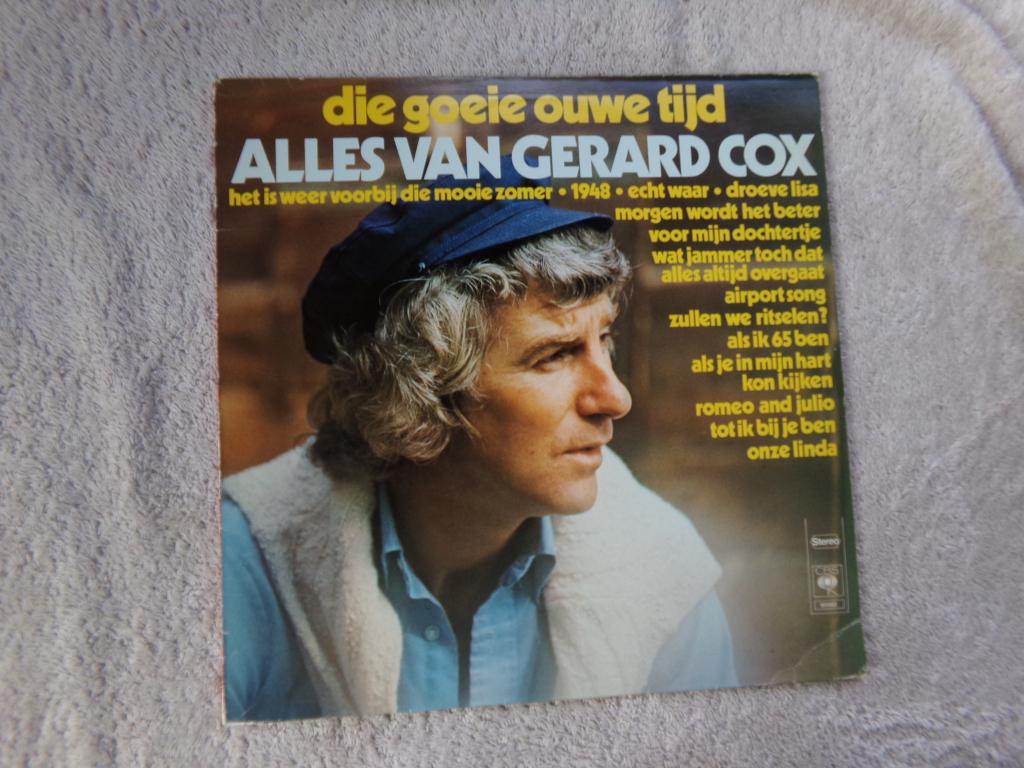 die goeie ouwe tijd
ALLES VAN GERARD COX
het is weer voorbij die mooie zomer • 1948 • echt waar • droeve lisa
morgen wordt het beter
voor mijn dochtertje
wat jammer toch dat
alles altijd overgaat
airport song
zullen we ritselen?
als ik 65 ben
als je in mijn hart
kon kijken
romeo and julio
tot ik bij je ben
onze linda
Stereo
CBS